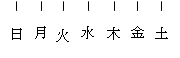 日 月 火 水 木 金 土